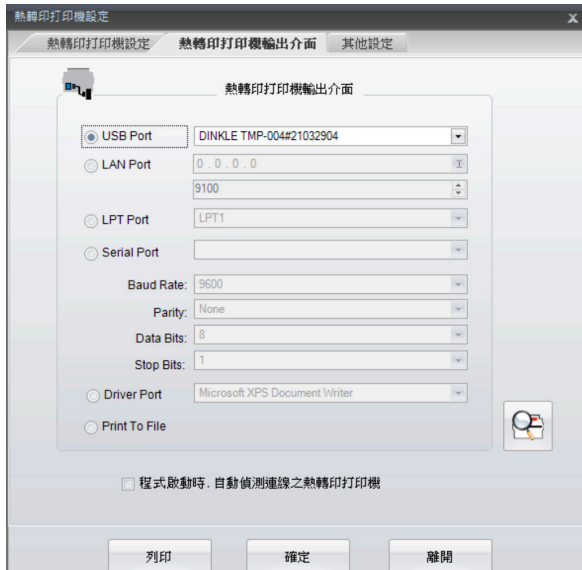 熱轉印打印機設定
熱轉印打印機設定 熱轉印打印機輸出介面 其他設定
熱轉印打印機輸出介面
USB Port DINKLE TMP-004#21032904
LAN Port 0 . 0 . 0 . 0
9100
LPT Port LPT1
Serial Port
Baud Rate: 9600
Parity: None
Data Bits: 8
Stop Bits: 1
Driver Port Microsoft XPS Document Writer
Print To File
程式啟動時.自動偵測連線之熱轉印打印機
列印 確定 離開